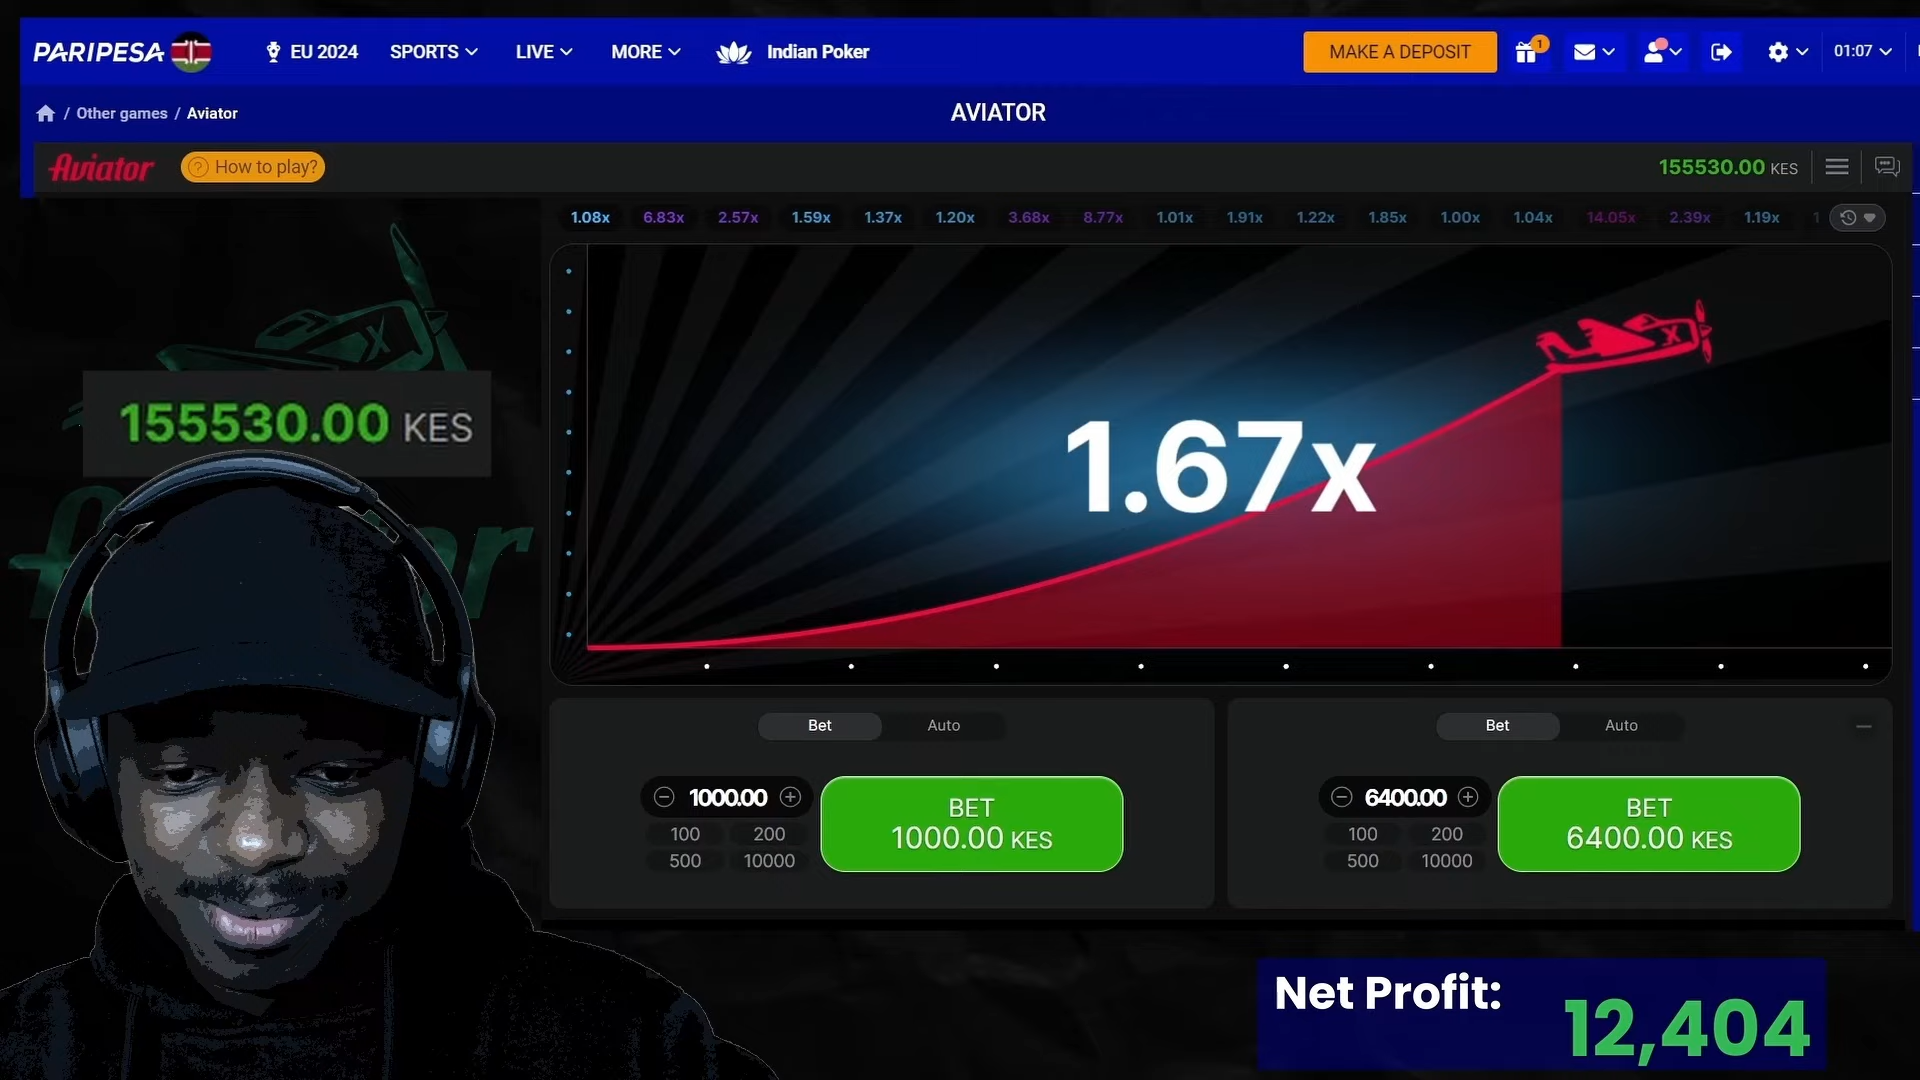 PARIPESA EU 2024 SPORTS LIVE MORE Indian Poker MAKE A DEPOSIT 1 01:07
/ Other games / Aviator AVIATOR
Aviator ? How to play? 155530.00 KES
1.08x 6.83x 2.57x 1.59x 1.37x 1.20x 3.68x 8.77x 1.01x 1.91x 1.22x 1.85x 1.00x 1.04x 14.05x 2.39x 1.19x
X
X
155530.00 KES
1.67x
Bet Auto
1000.00
100 200
500 10000
BET
1000.00 KES
Bet Auto
6400.00
100 200
500 10000
BET
6400.00 KES
Net Profit:
12,404